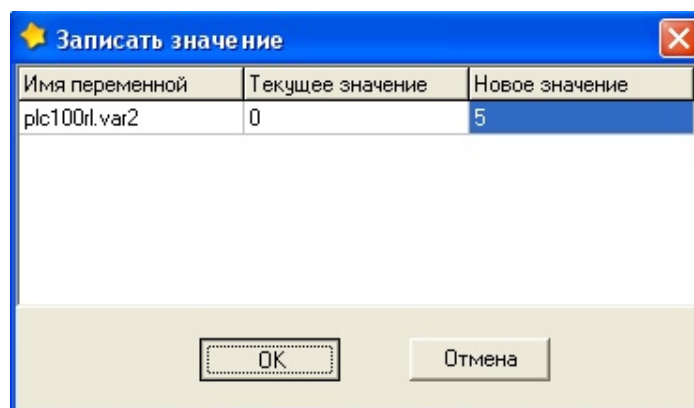 Записать значение
Имя переменной Текущее значение Новое значение
plc100rl.var2 0 5
OK Отмена